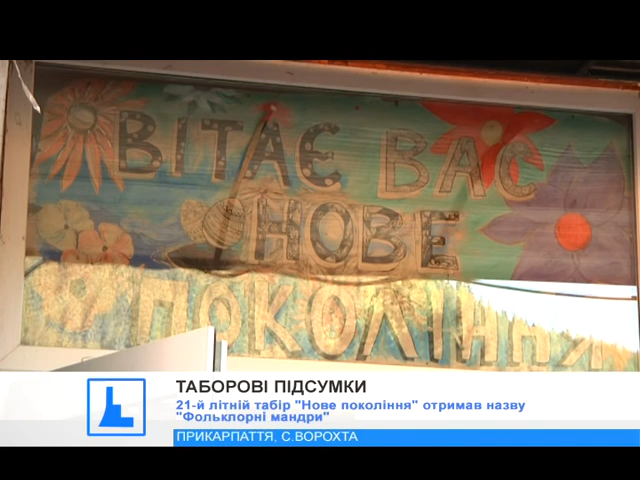 ВІТАЄ ВАС
НОВЕ
ПОКОЛІННЯ
ТАБОРОВІ ПІДСУМКИ
21-й літній табір "Нове покоління" отримав назву
"Фольклорні мандри"
ПРИКАРПАТТЯ, С.ВОРОХТА